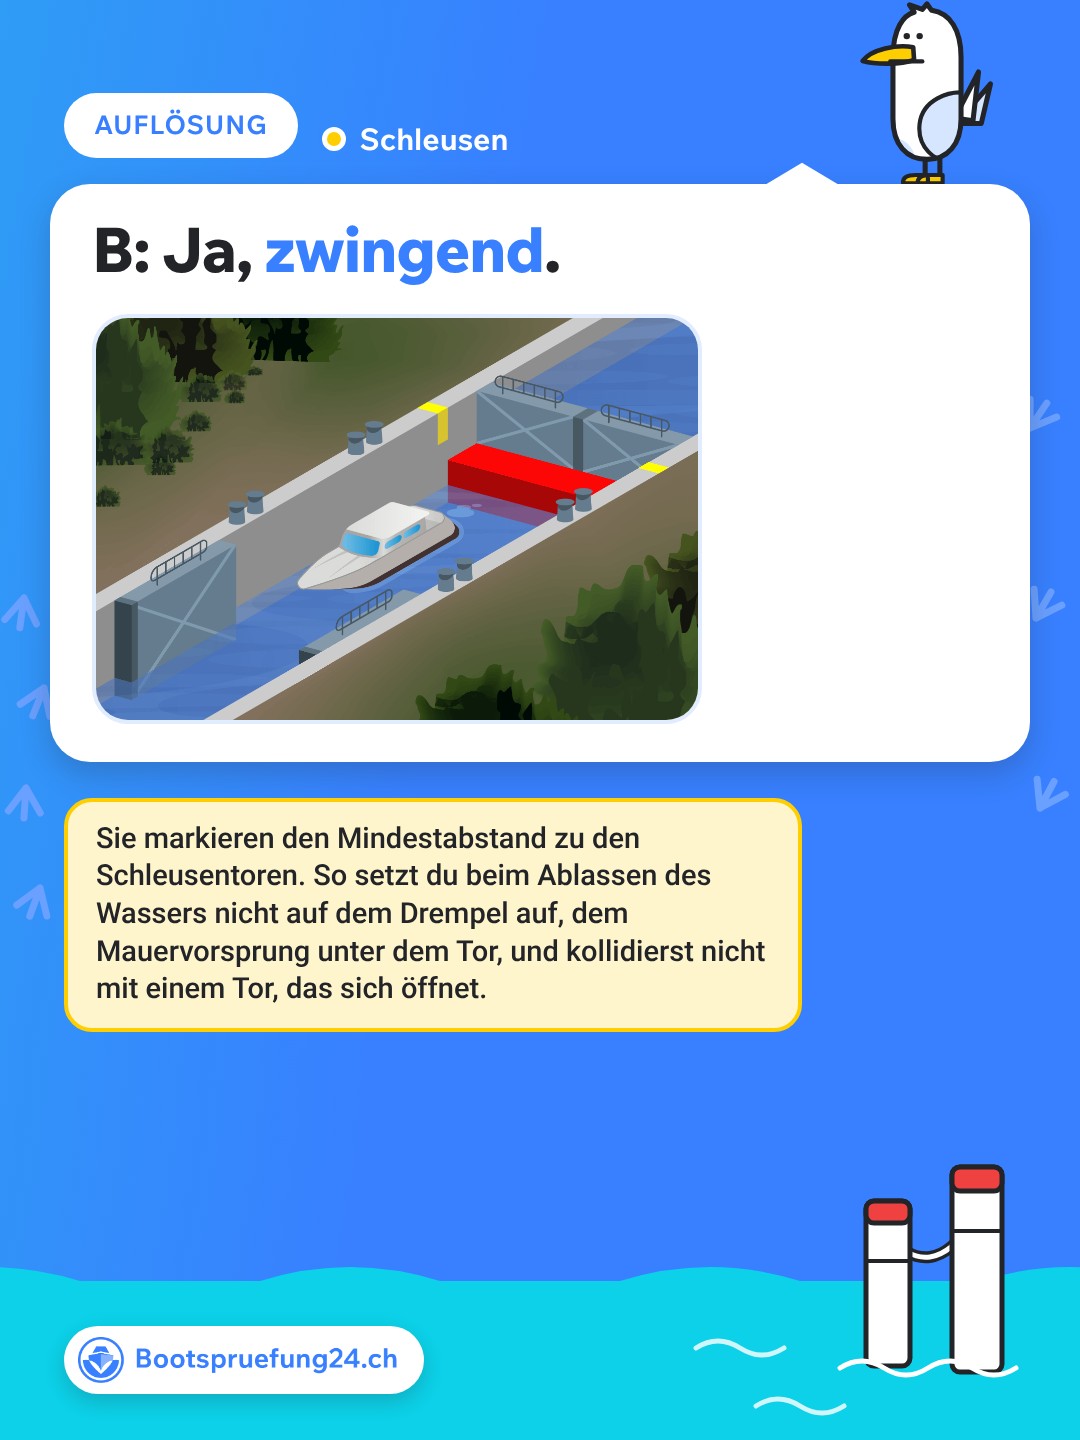 AUFLÖSUNG
Schleusen
B: Ja, zwingend.
Sie markieren den Mindestabstand zu den
Schleusentoren. So setzt du beim Ablassen des
Wassers nicht auf dem Drempel auf, dem
Mauervorsprung unter dem Tor, und kollidierst nicht
mit einem Tor, das sich öffnet.
Bootspruefung24.ch